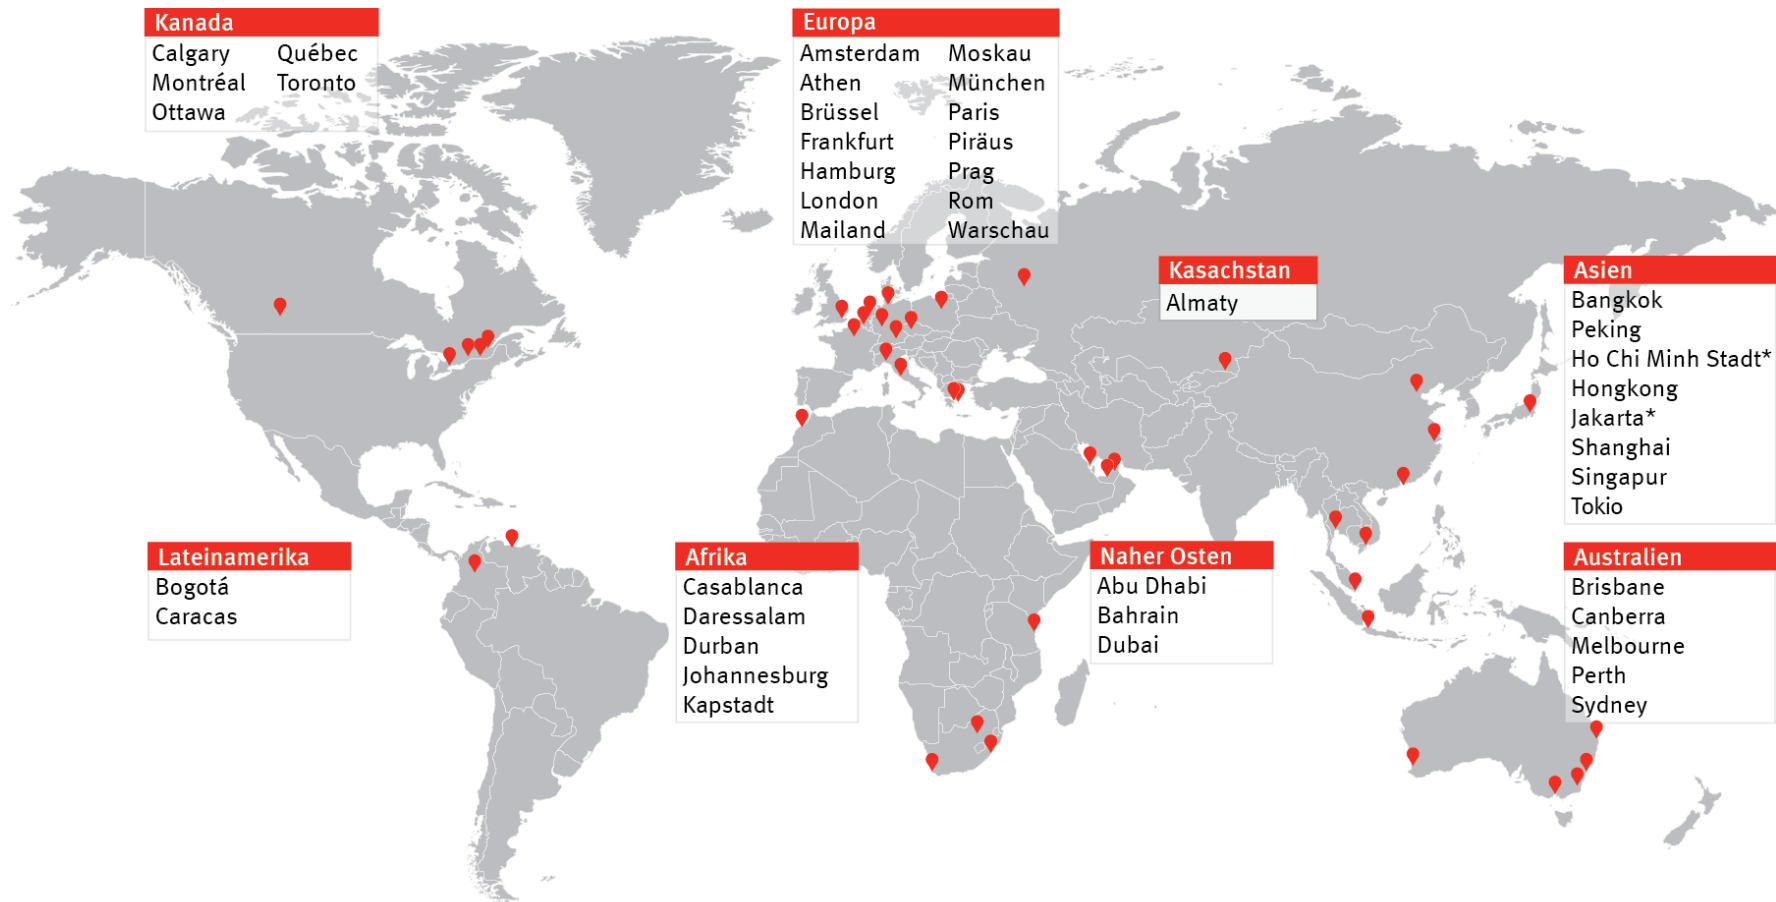 Kanada
Calgary Québec
Montréal Toronto
Ottawa
Europa
Amsterdam Moskau
Athen München
Brüssel Paris
Frankfurt Piräus
Hamburg Prag
London Rom
Mailand Warschau
Kasachstan
Almaty
Asien
Bangkok
Peking
Ho Chi Minh Stadt*
Hongkong
Jakarta*
Shanghai
Singapur
Tokio
Lateinamerika
Bogotá
Caracas
Afrika
Casablanca
Daressalam
Durban
Johannesburg
Kapstadt
Naher Osten
Abu Dhabi
Bahrain
Dubai
Australien
Brisbane
Canberra
Melbourne
Perth
Sydney